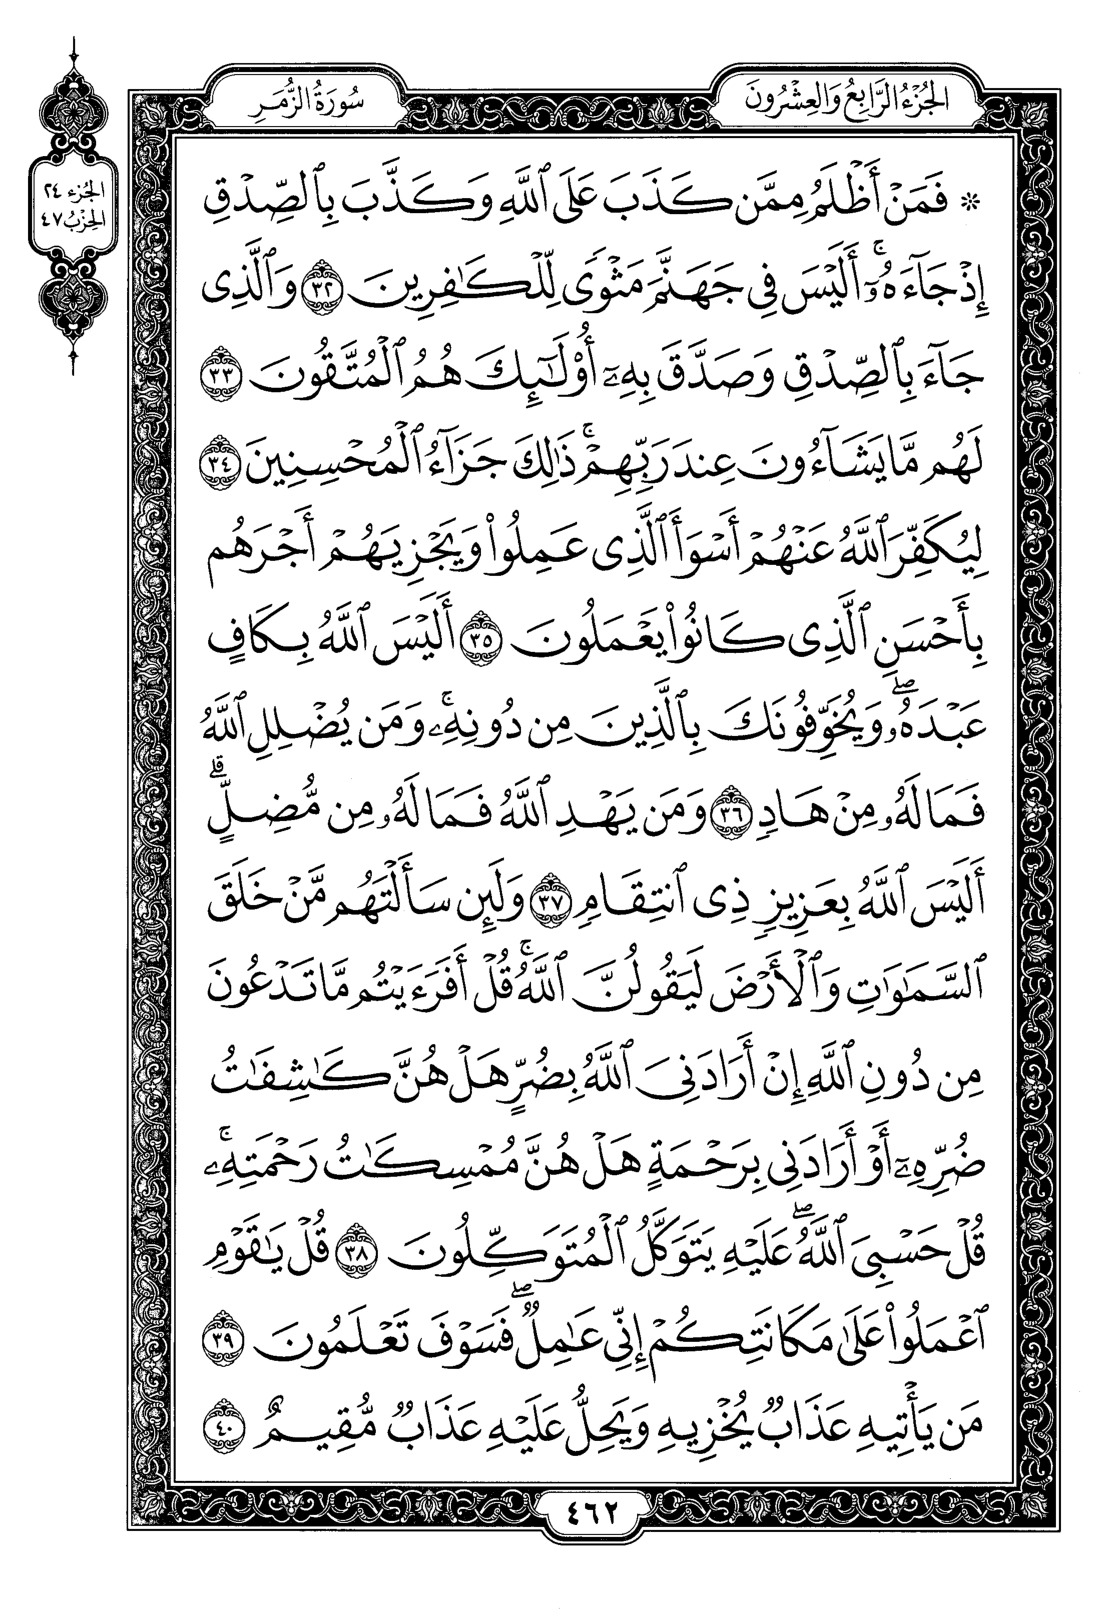 الجُزْءُ الرَّابِعُ وَالعِشْرُونَ
سُورَةُ الزُّمَر
الجُزء ٢٤
الحِزْبُ ٤٧
۞ فَمَنْ أَظْلَمُ مِمَّن كَذَبَ عَلَى ٱللَّهِ وَكَذَّبَ بِٱلصِّدْقِ
إِذْ جَآءَهُۥٓۚ أَلَيْسَ فِى جَهَنَّمَ مَثْوًى لِّلْكَـٰفِرِينَ ٣٢ وَٱلَّذِى
جَآءَ بِٱلصِّدْقِ وَصَدَّقَ بِهِۦٓ أُو۟لَـٰٓئِكَ هُمُ ٱلْمُتَّقُونَ ٣٣
لَهُم مَّا يَشَآءُونَ عِندَ رَبِّهِمْۚ ذَٰلِكَ جَزَآءُ ٱلْمُحْسِنِينَ ٣٤
لِيُكَفِّرَ ٱللَّهُ عَنْهُمْ أَسْوَأَ ٱلَّذِى عَمِلُوا۟ وَيَجْزِيَهُمْ أَجْرَهُم
بِأَحْسَنِ ٱلَّذِى كَانُوا۟ يَعْمَلُونَ ٣٥ أَلَيْسَ ٱللَّهُ بِكَافٍ
عَبْدَهُۥۖ وَيُخَوِّفُونَكَ بِٱلَّذِينَ مِن دُونِهِۦۚ وَمَن يُضْلِلِ ٱللَّهُ
فَمَا لَهُۥ مِنْ هَادٍ ٣٦ وَمَن يَهْدِ ٱللَّهُ فَمَا لَهُۥ مِن مُّضِلٍّۗ
أَلَيْسَ ٱللَّهُ بِعَزِيزٍ ذِى ٱنتِقَامٍ ٣٧ وَلَئِن سَأَلْتَهُم مَّنْ خَلَقَ
ٱلسَّمَـٰوَٰتِ وَٱلْأَرْضَ لَيَقُولُنَّ ٱللَّهُۚ قُلْ أَفَرَءَيْتُم مَّا تَدْعُونَ
مِن دُونِ ٱللَّهِ إِنْ أَرَادَنِىَ ٱللَّهُ بِضُرٍّ هَلْ هُنَّ كَـٰشِفَـٰتُ
ضُرِّهِۦٓ أَوْ أَرَادَنِى بِرَحْمَةٍ هَلْ هُنَّ مُمْسِكَـٰتُ رَحْمَتِهِۦۚ
قُلْ حَسْبِىَ ٱللَّهُۖ عَلَيْهِ يَتَوَكَّلُ ٱلْمُتَوَكِّلُونَ ٣٨ قُلْ يَـٰقَوْمِ
ٱعْمَلُوا۟ عَلَىٰ مَكَانَتِكُمْ إِنِّى عَـٰمِلٌۖ فَسَوْفَ تَعْلَمُونَ ٣٩
مَن يَأْتِيهِ عَذَابٌ يُخْزِيهِ وَيَحِلُّ عَلَيْهِ عَذَابٌ مُّقِيمٌ ٤٠
٤٦٢